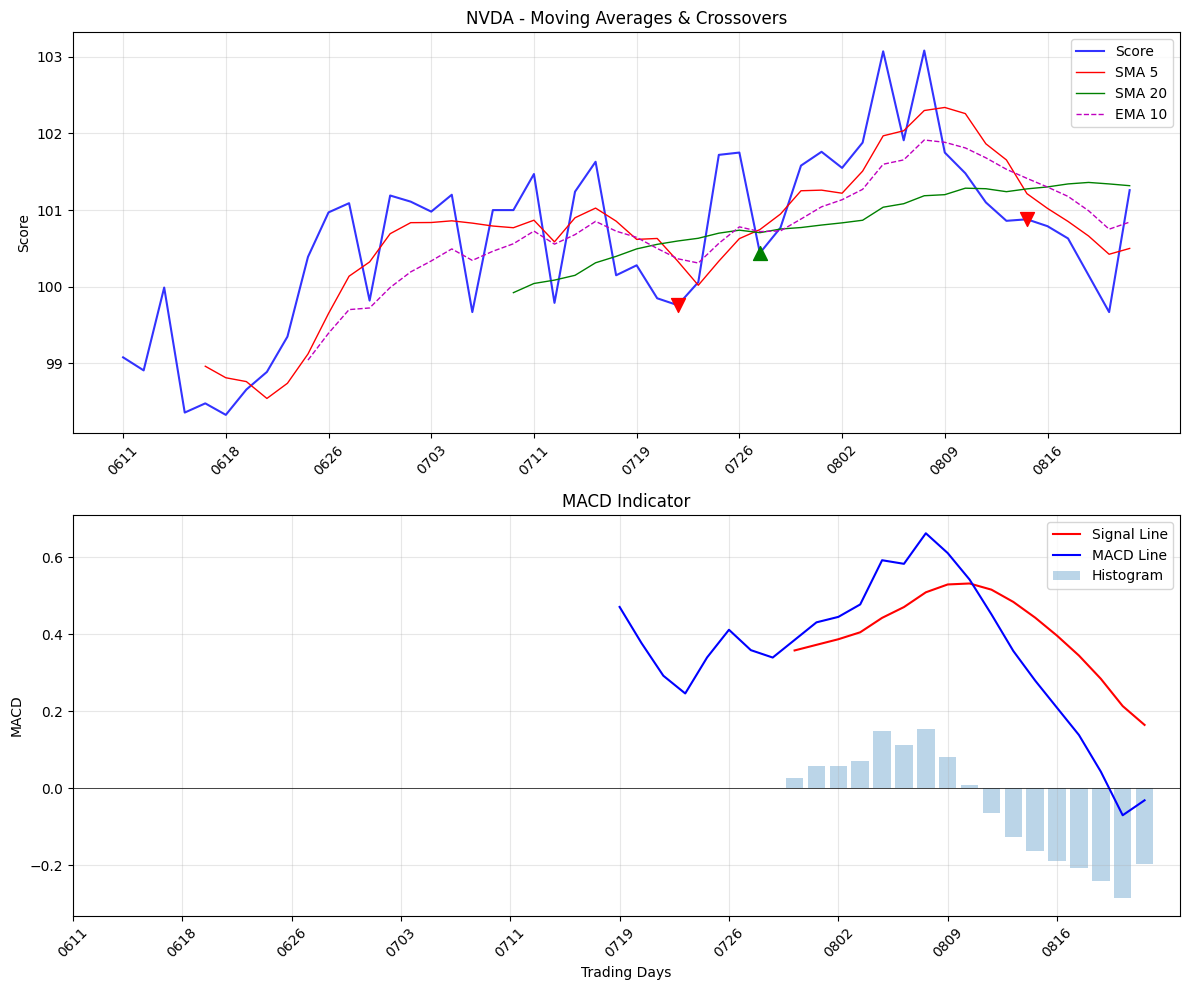 NVDA - Moving Averages & Crossovers
Score
SMA 5
SMA 20
EMA 10
103
102
101
100
99
Score
0611 0618 0626 0703 0711 0719 0726 0802 0809 0816
MACD Indicator
Signal Line
MACD Line
Histogram
0.6
0.4
0.2
0.0
−0.2
MACD
0611 0618 0626 0703 0711 0719 0726 0802 0809 0816
Trading Days